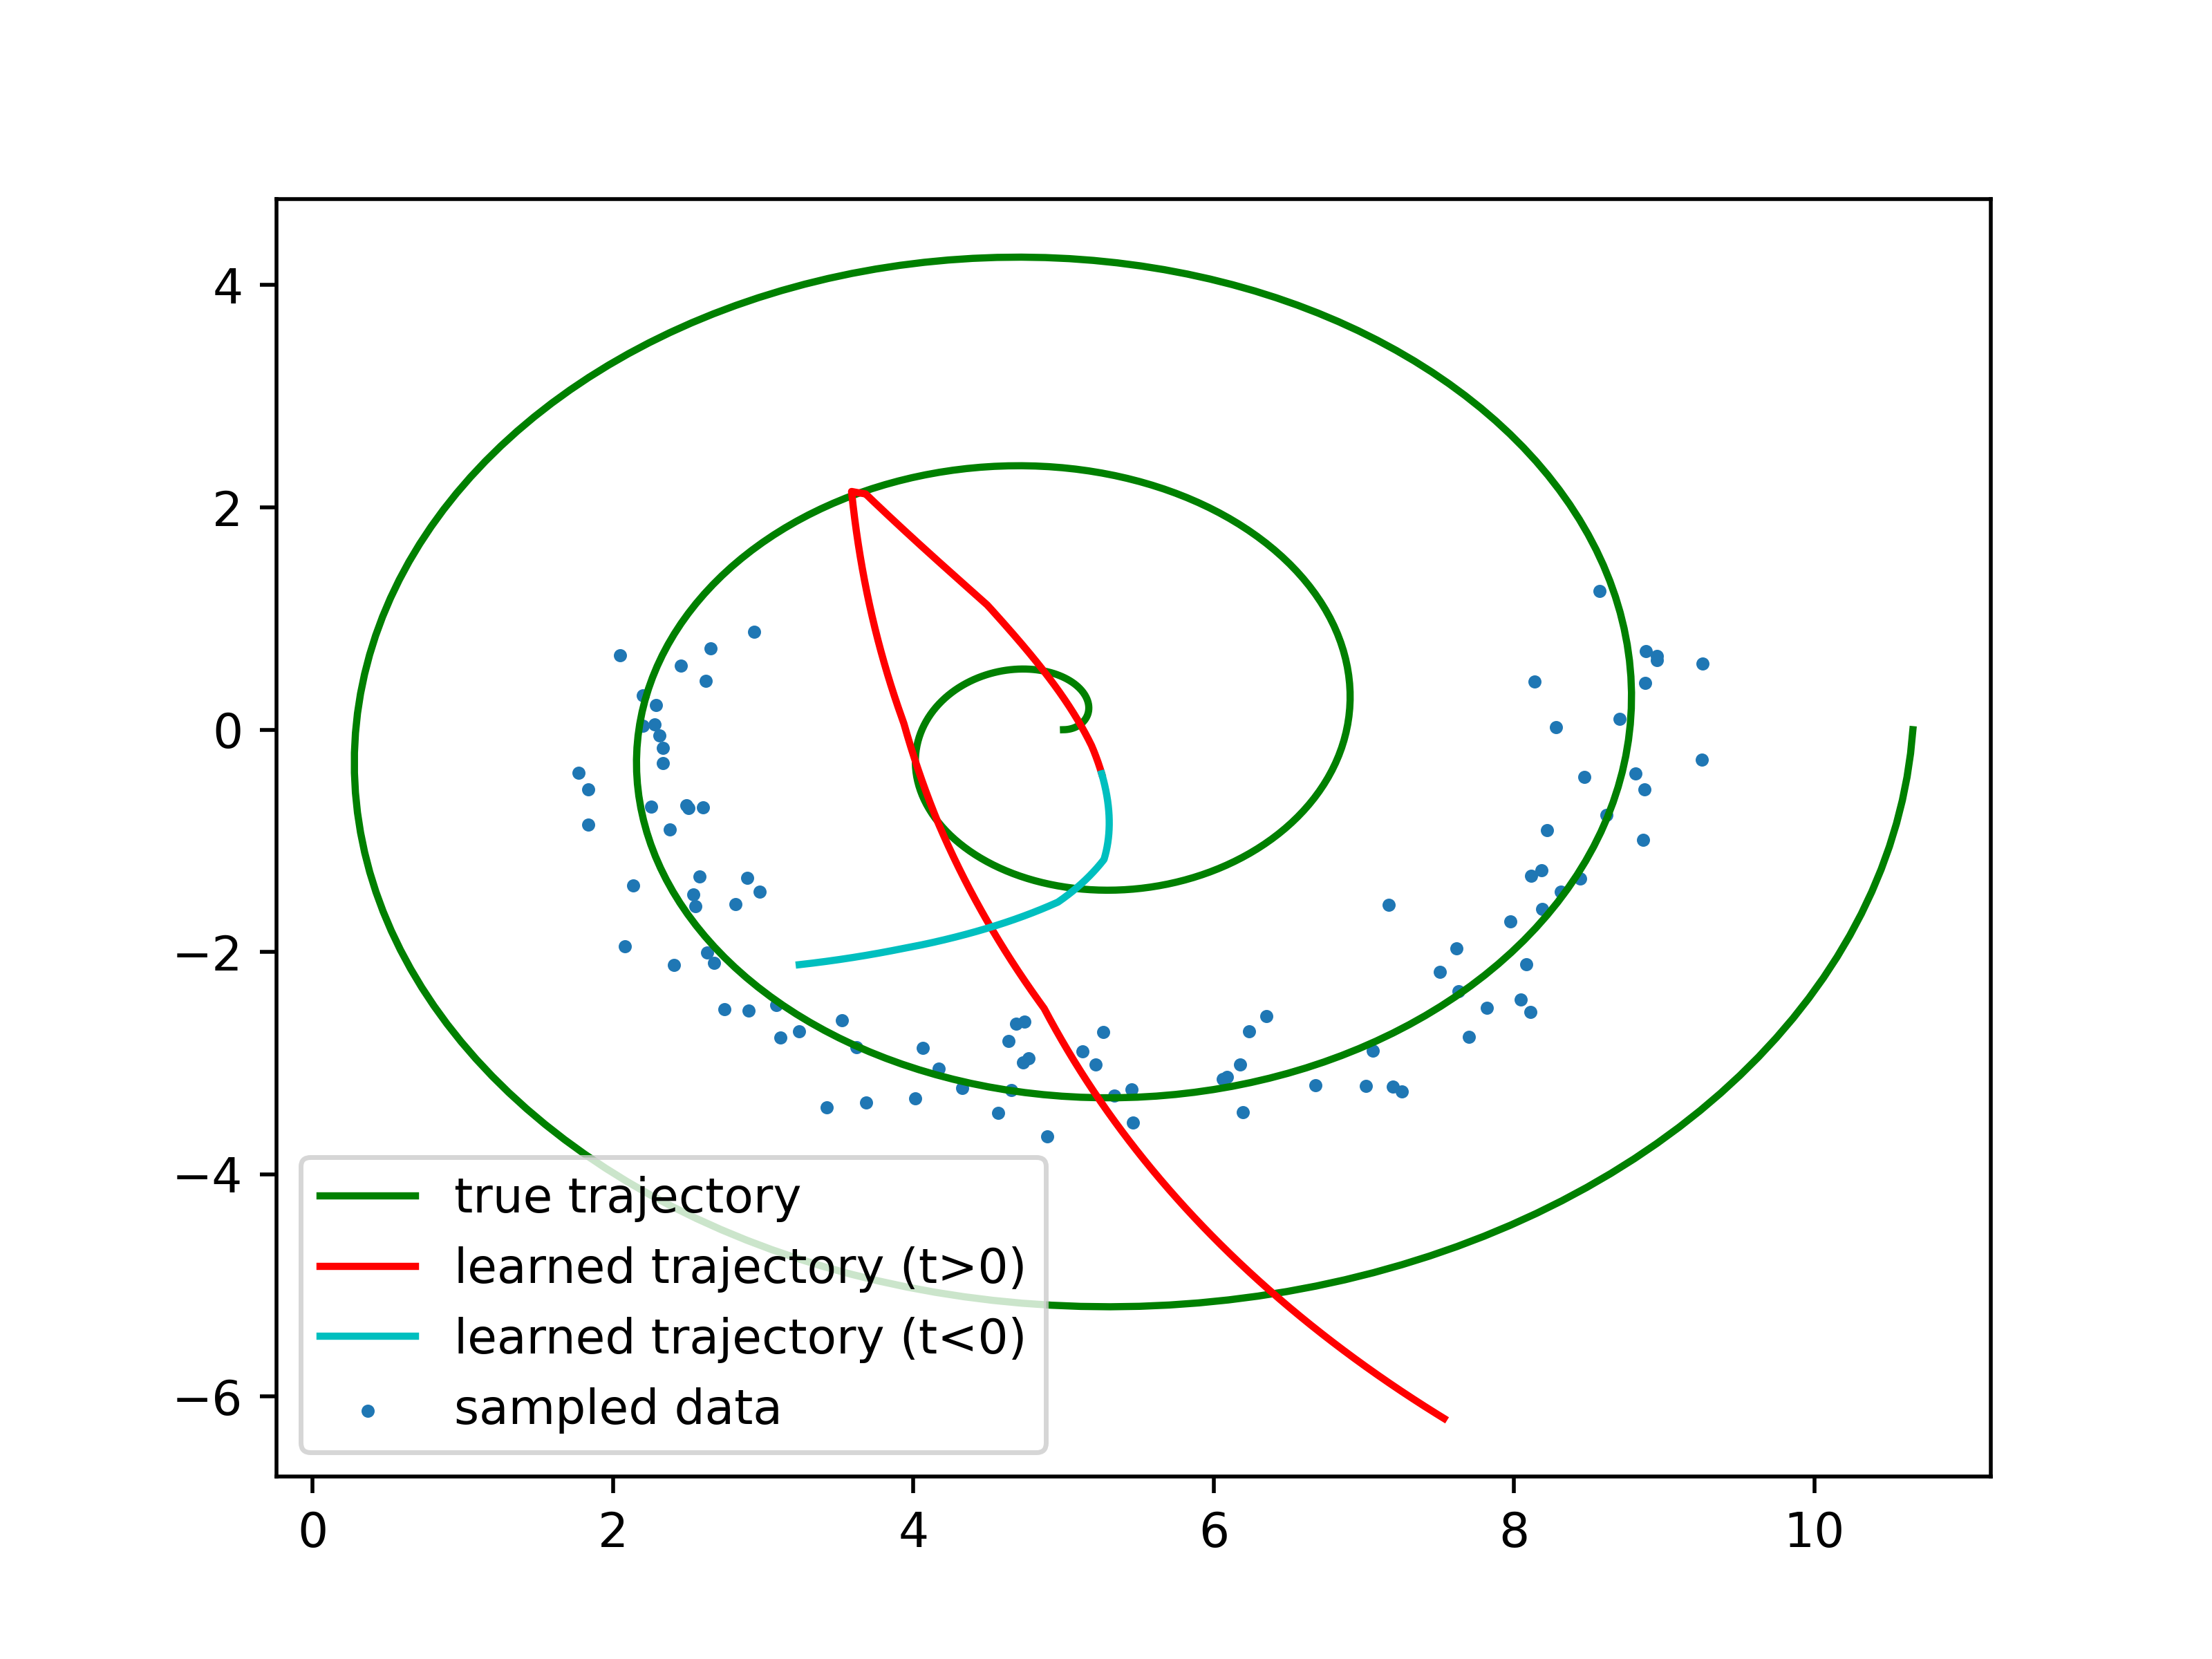 4
2
0
−2
−4
−6
true trajectory
learned trajectory (t>0)
learned trajectory (t<0)
sampled data
0 2 4 6 8 10